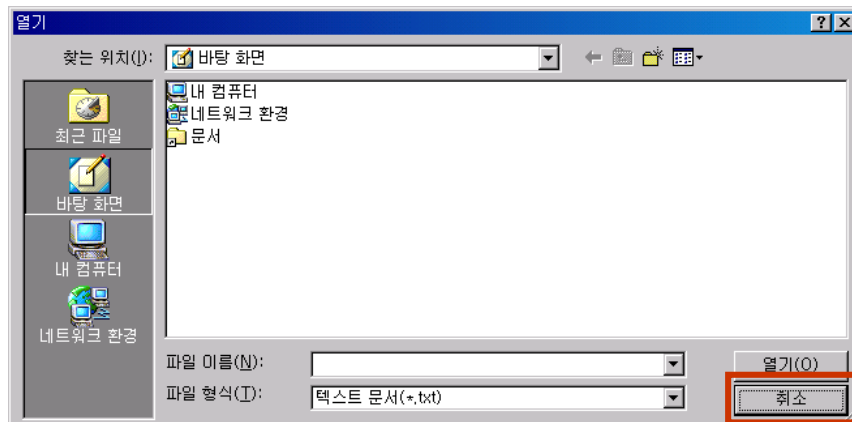 열기
찾는 위치(I):
바탕 화면
최근 파일
바탕 화면
내 컴퓨터
네트워크 환경
내 컴퓨터
네트워크 환경
문서
파일 이름(N):
열기(O)
파일 형식(T):
텍스트 문서(*.txt)
취소